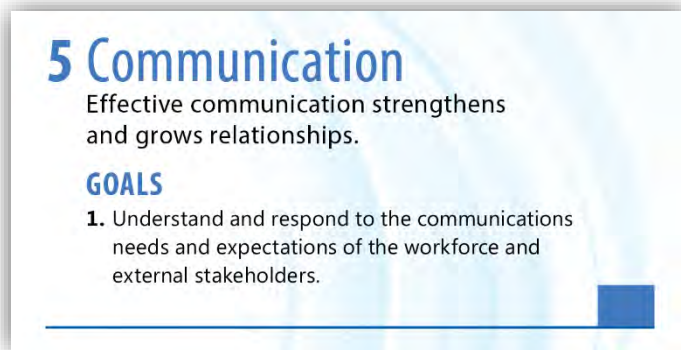 5 Communication
Effective communication strengthens
and grows relationships.
GOALS
1. Understand and respond to the communications
needs and expectations of the workforce and
external stakeholders.